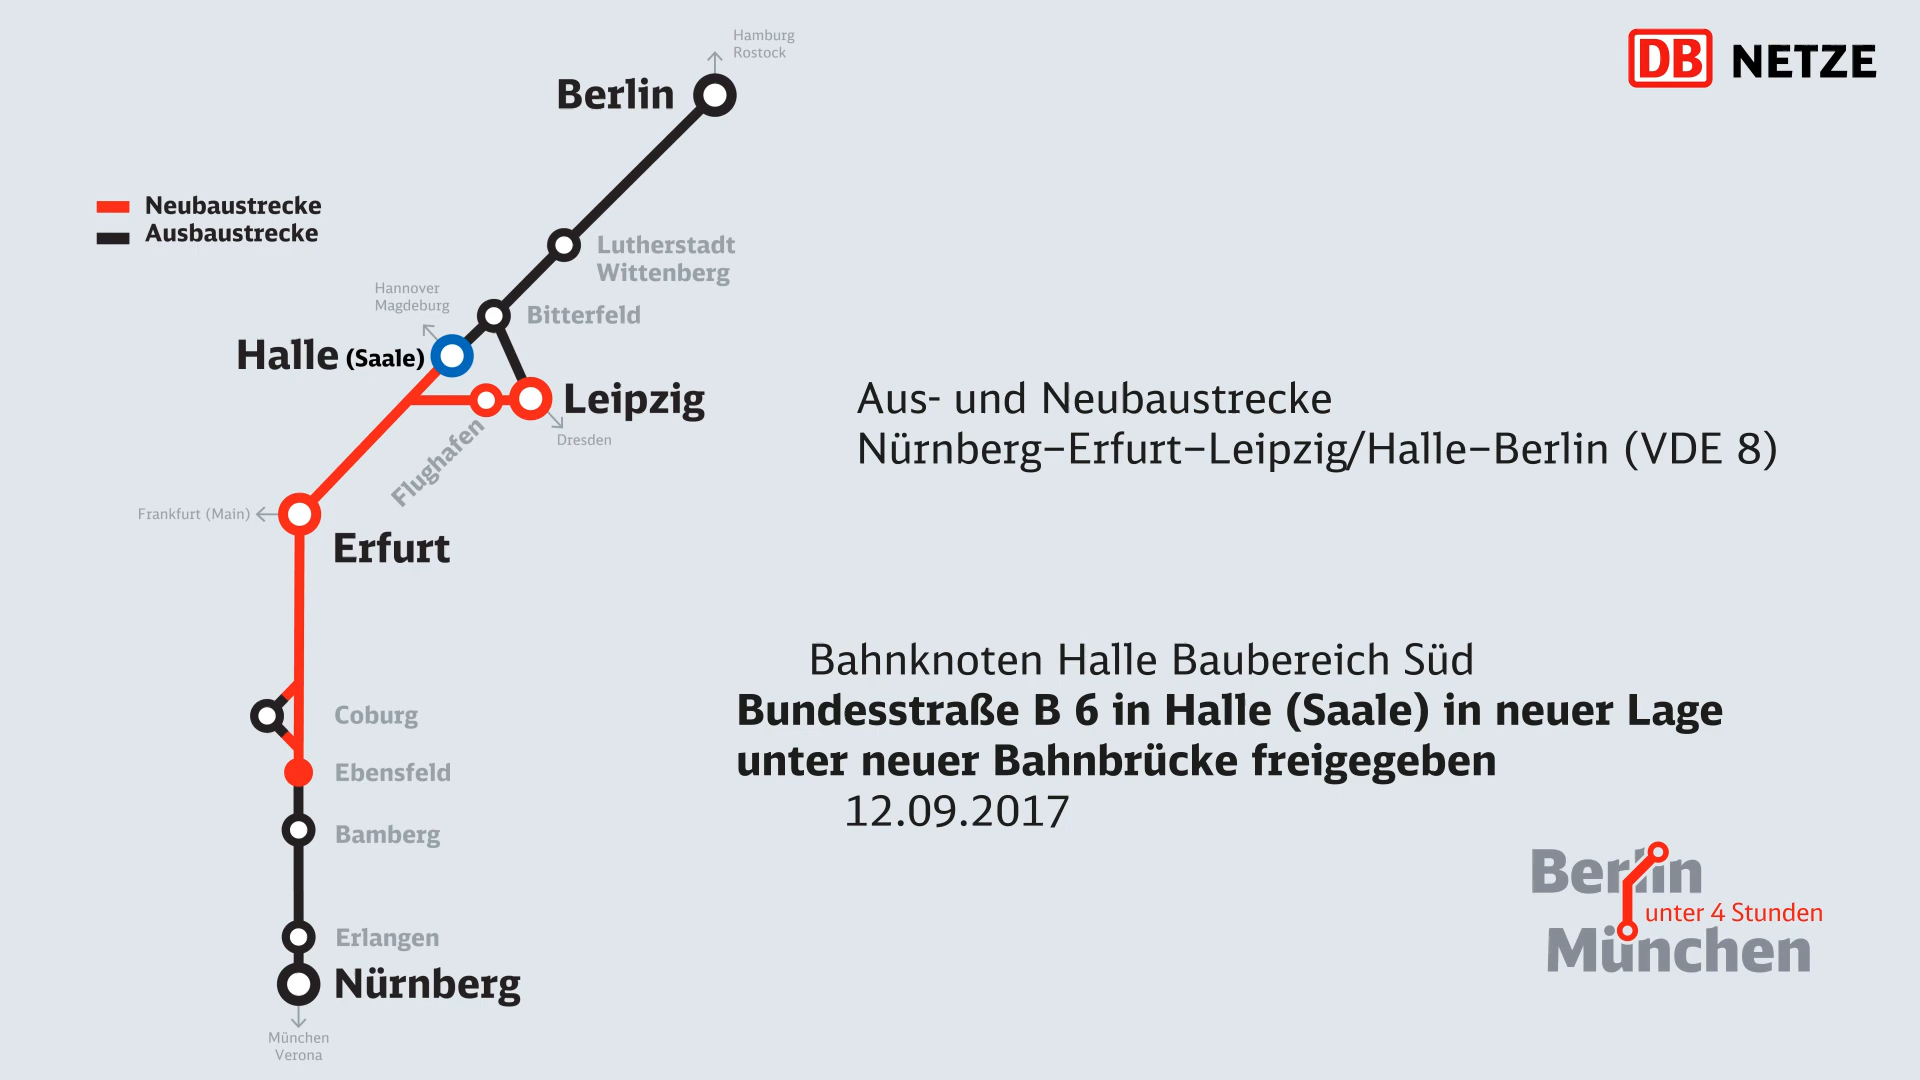 Hamburg
Rostock
DB NETZE
Berlin
Neubaustrecke
Ausbaustrecke
Lutherstadt
Wittenberg
Hannover
Magdeburg
Bitterfeld
Halle (Saale)
Leipzig
Flughafen
Dresden
Aus- und Neubaustrecke
Nürnberg–Erfurt–Leipzig/Halle–Berlin (VDE 8)
Frankfurt (Main)
Erfurt
Bahnknoten Halle Baubereich Süd
Bundesstraße B 6 in Halle (Saale) in neuer Lage
unter neuer Bahnbrücke freigegeben
12.09.2017
Coburg
Ebensfeld
Bamberg
Erlangen
Nürnberg
München
Verona
Berlin
unter 4 Stunden
München